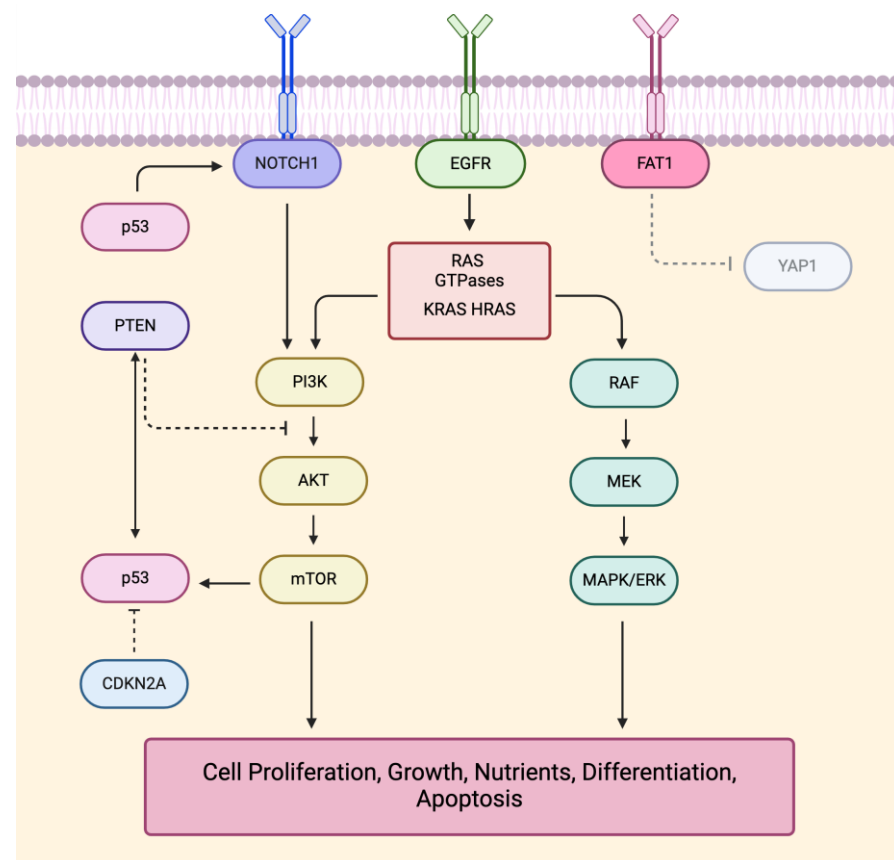 NOTCH1
EGFR
FAT1
p53
RAS
GTPases
KRAS HRAS
YAP1
PTEN
PI3K
RAF
AKT
MEK
p53
mTOR
MAPK/ERK
CDKN2A
Cell Proliferation, Growth, Nutrients, Differentiation,
Apoptosis